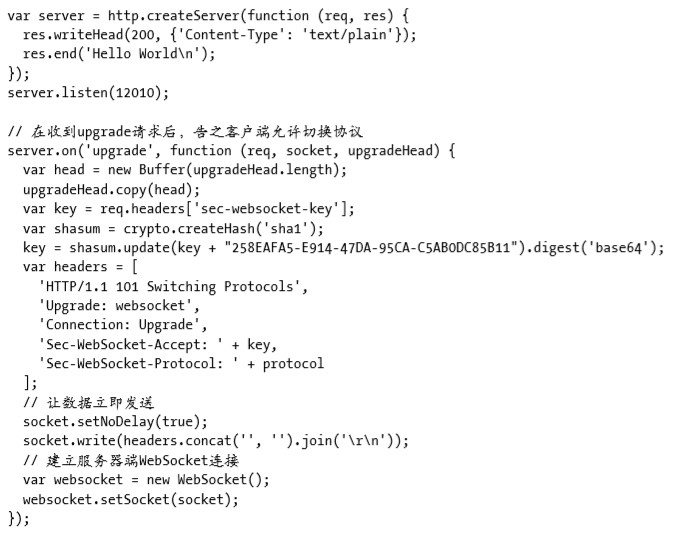 var server = http.createServer(function (req, res) {
  res.writeHead(200, {'Content-Type': 'text/plain'});
  res.end('Hello World\n');
});
server.listen(12010);

// 在收到upgrade请求后，告之客户端允许切换协议
server.on('upgrade', function (req, socket, upgradeHead) {
  var head = new Buffer(upgradeHead.length);
  upgradeHead.copy(head);
  var key = req.headers['sec-websocket-key'];
  var shasum = crypto.createHash('sha1');
  key = shasum.update(key + "258EAFA5-E914-47DA-95CA-C5AB0DC85B11").digest('base64');
  var headers = [
    'HTTP/1.1 101 Switching Protocols',
    'Upgrade: websocket',
    'Connection: Upgrade',
    'Sec-WebSocket-Accept: ' + key,
    'Sec-WebSocket-Protocol: ' + protocol
  ];
  // 让数据立即发送
  socket.setNoDelay(true);
  socket.write(headers.concat('', '').join('\r\n'));
  // 建立服务器端WebSocket连接
  var websocket = new WebSocket();
  websocket.setSocket(socket);
});